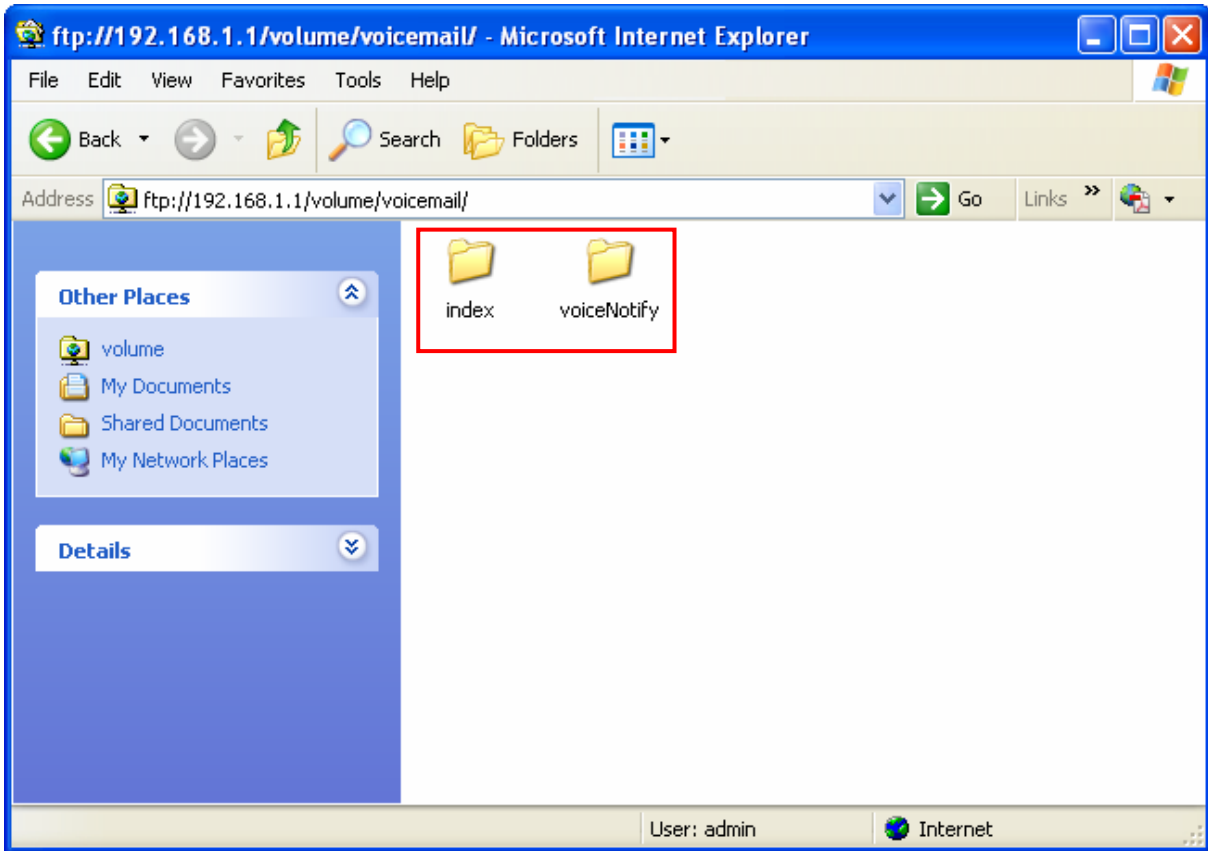 ftp://192.168.1.1/volume/voicemail/ - Microsoft Internet Explorer
File Edit View Favorites Tools Help
Back Search Folders
Address ftp://192.168.1.1/volume/voicemail/ Go Links »
Other Places
volume
My Documents
Shared Documents
My Network Places
Details
index voiceNotify
User: admin Internet